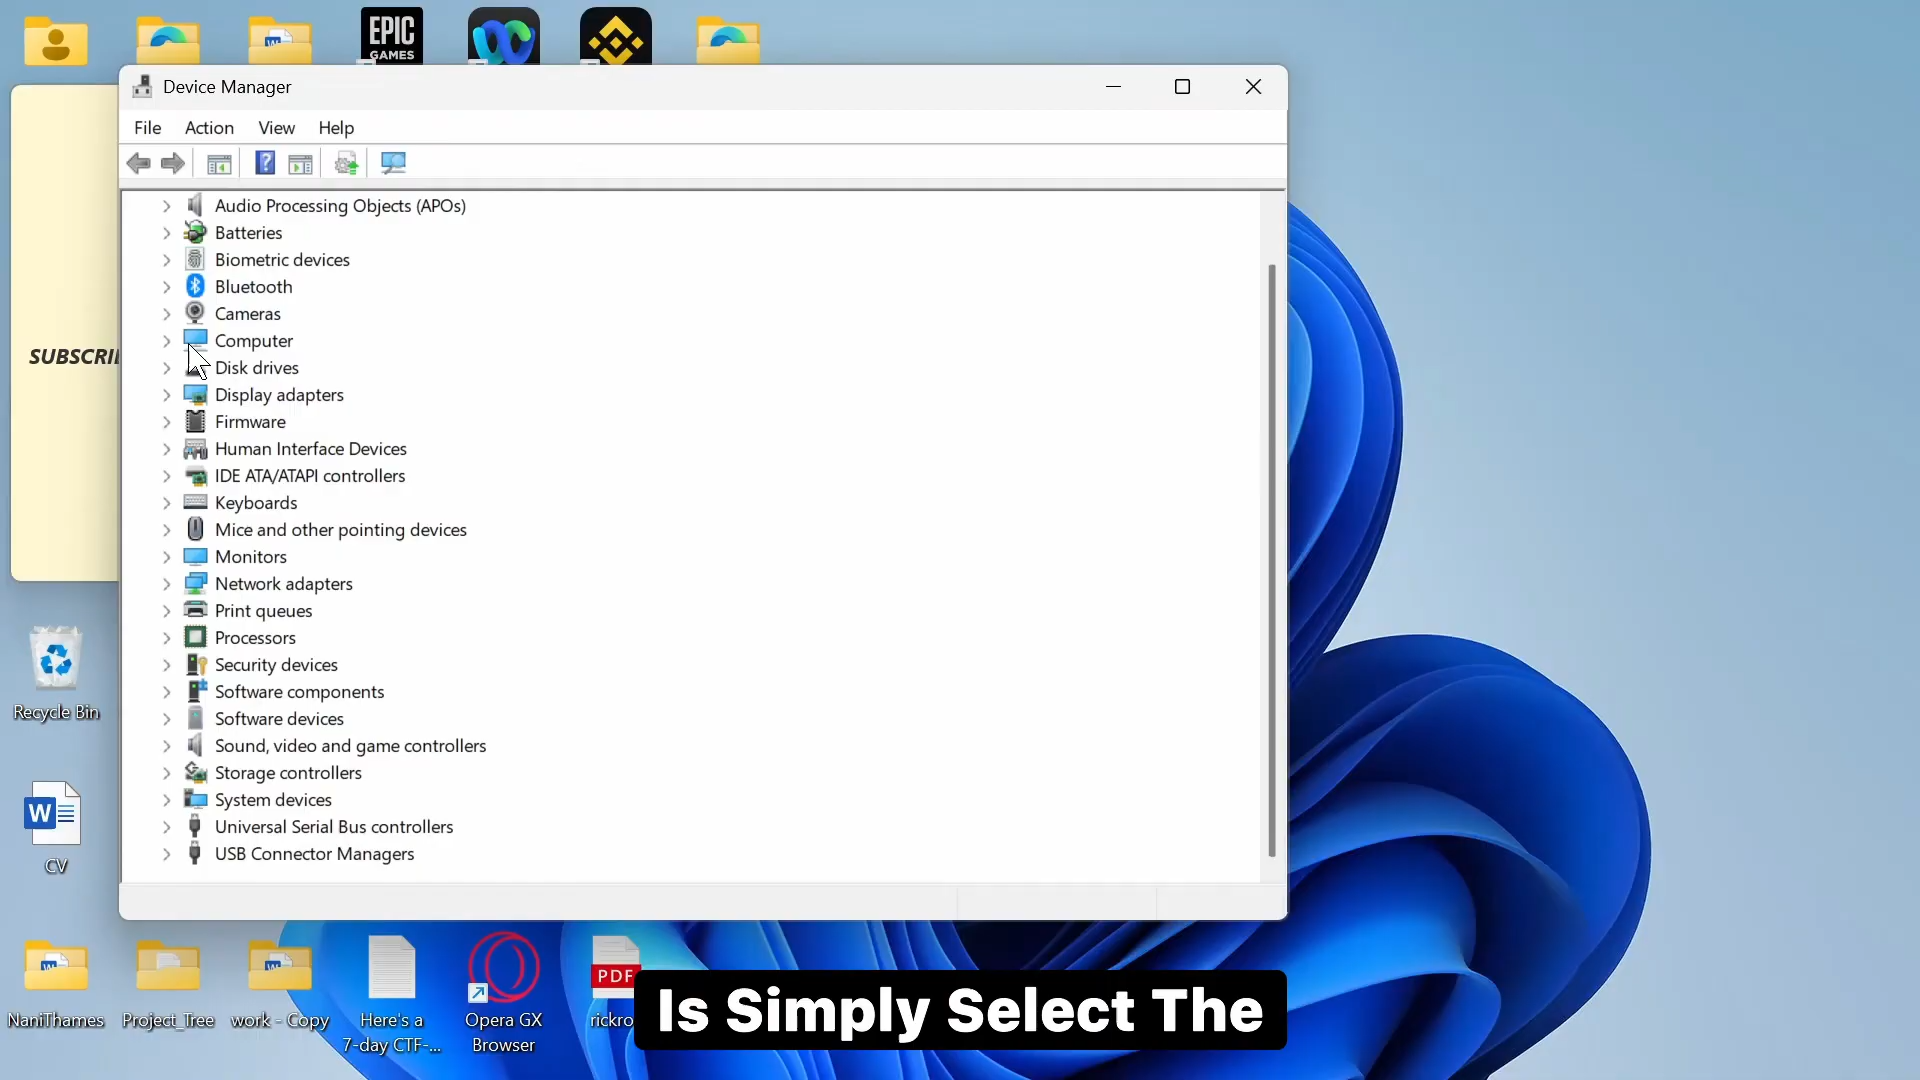 EPIC
GAMES
Device Manager
File Action View Help
Audio Processing Objects (APOs)
Batteries
Biometric devices
Bluetooth
Cameras
Computer
Disk drives
Display adapters
Firmware
Human Interface Devices
IDE ATA/ATAPI controllers
Keyboards
Mice and other pointing devices
Monitors
Network adapters
Print queues
Processors
Security devices
Software components
Software devices
Sound, video and game controllers
Storage controllers
System devices
Universal Serial Bus controllers
USB Connector Managers
Recycle Bin
W
CV
PDF
NaniThames
Project_Tree
work - Copy
Here's a
7-day CTF-...
Opera GX
Browser
Is Simply Select The